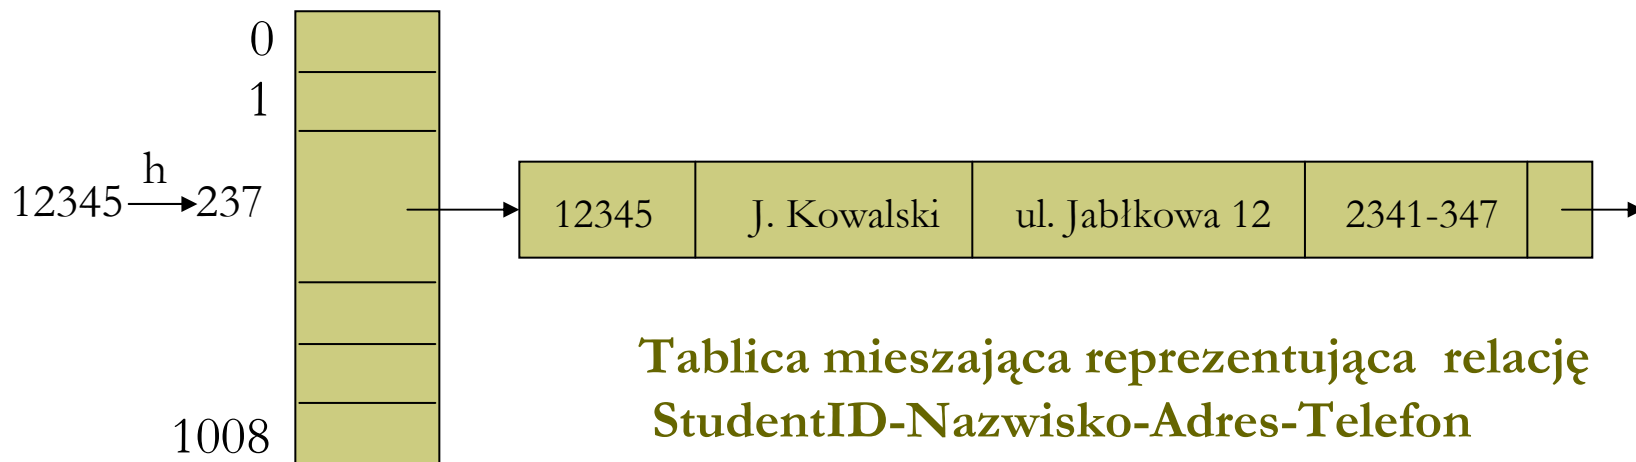 0
1
h
12345 237
12345 J. Kowalski ul. Jabłkowa 12 2341-347
Tablica mieszająca reprezentująca relację
StudentID-Nazwisko-Adres-Telefon
1008